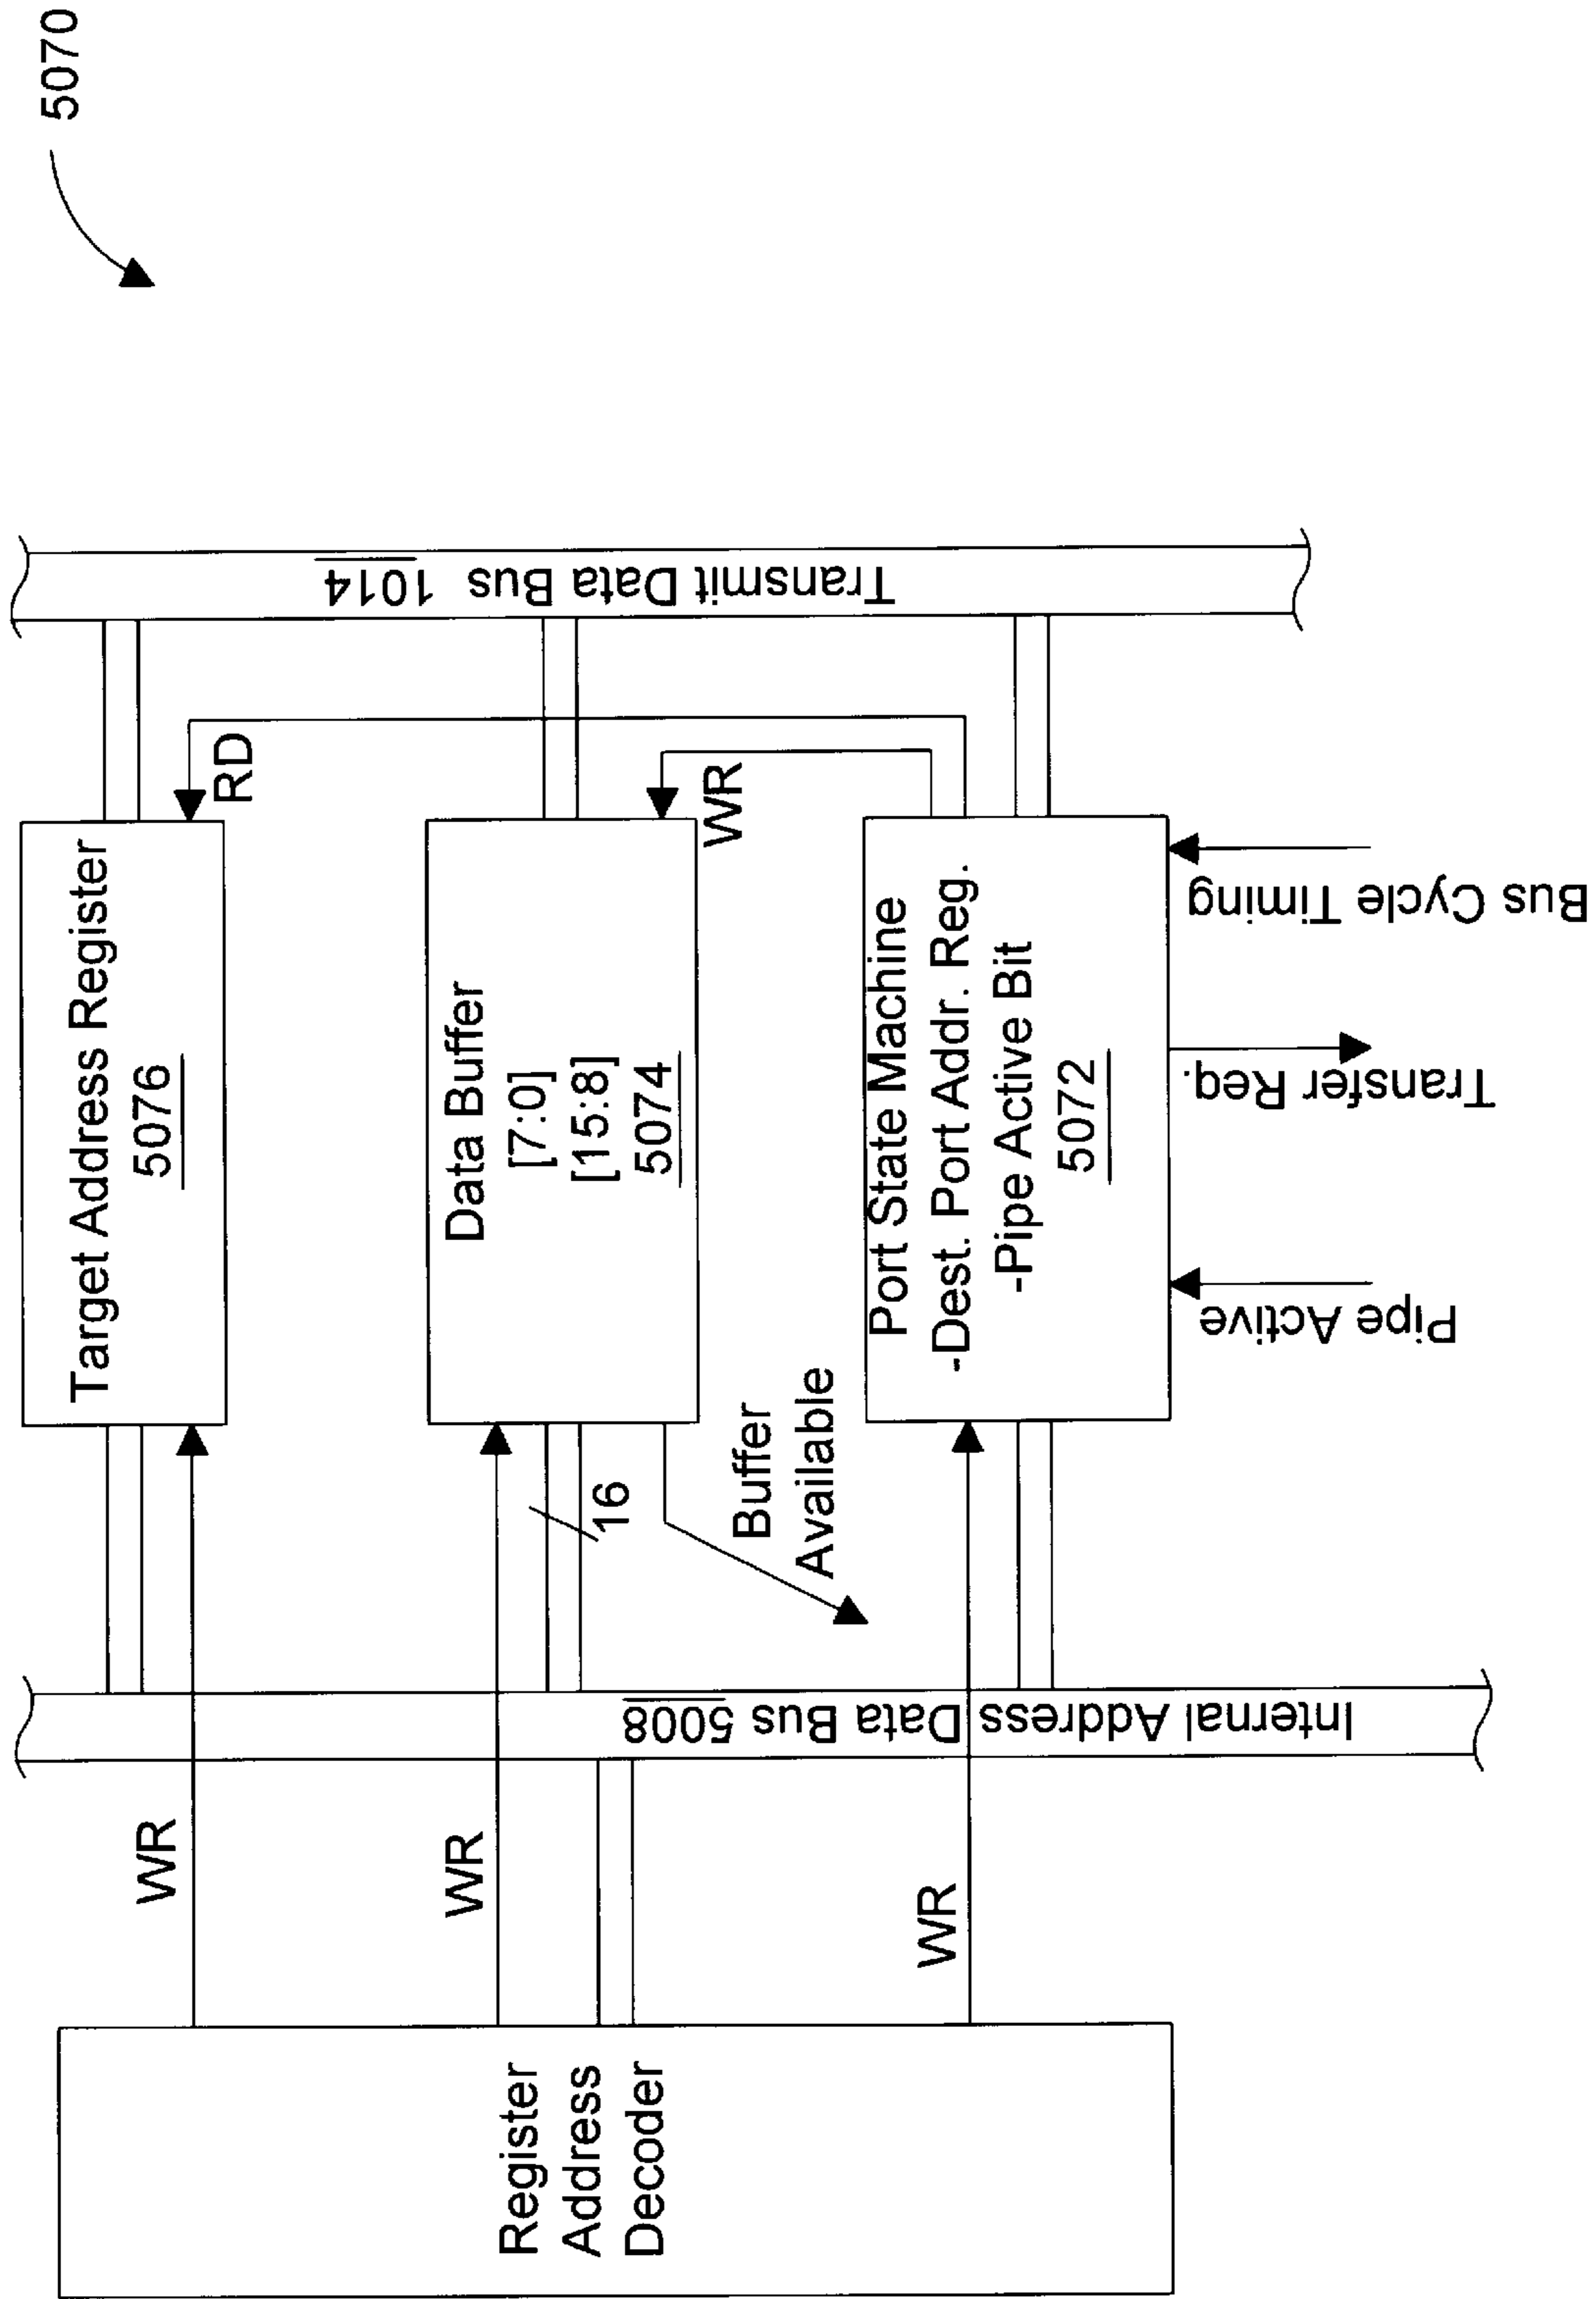 5070
Target Address Register
5076
RD
Transmit Data Bus 1014
Data Buffer
[7:0]
[15:8]
5074
WR
16
Buffer
Available
Port State Machine
-Dest. Port Addr. Reg.
-Pipe Active Bit
5072
Bus Cycle Timing
Transfer Req.
Pipe Active
Internal Address Data Bus 5008
WR
WR
WR
Register
Address
Decoder